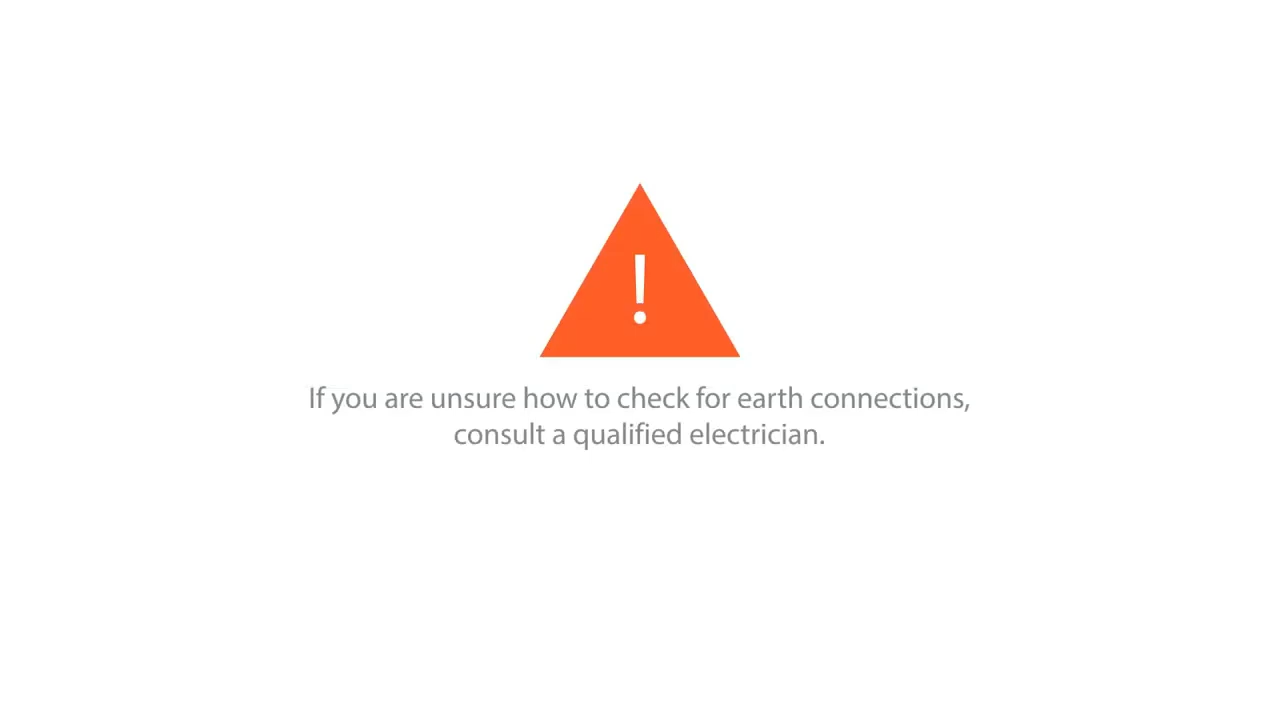 !
If you are unsure how to check for earth connections,
consult a qualified electrician.